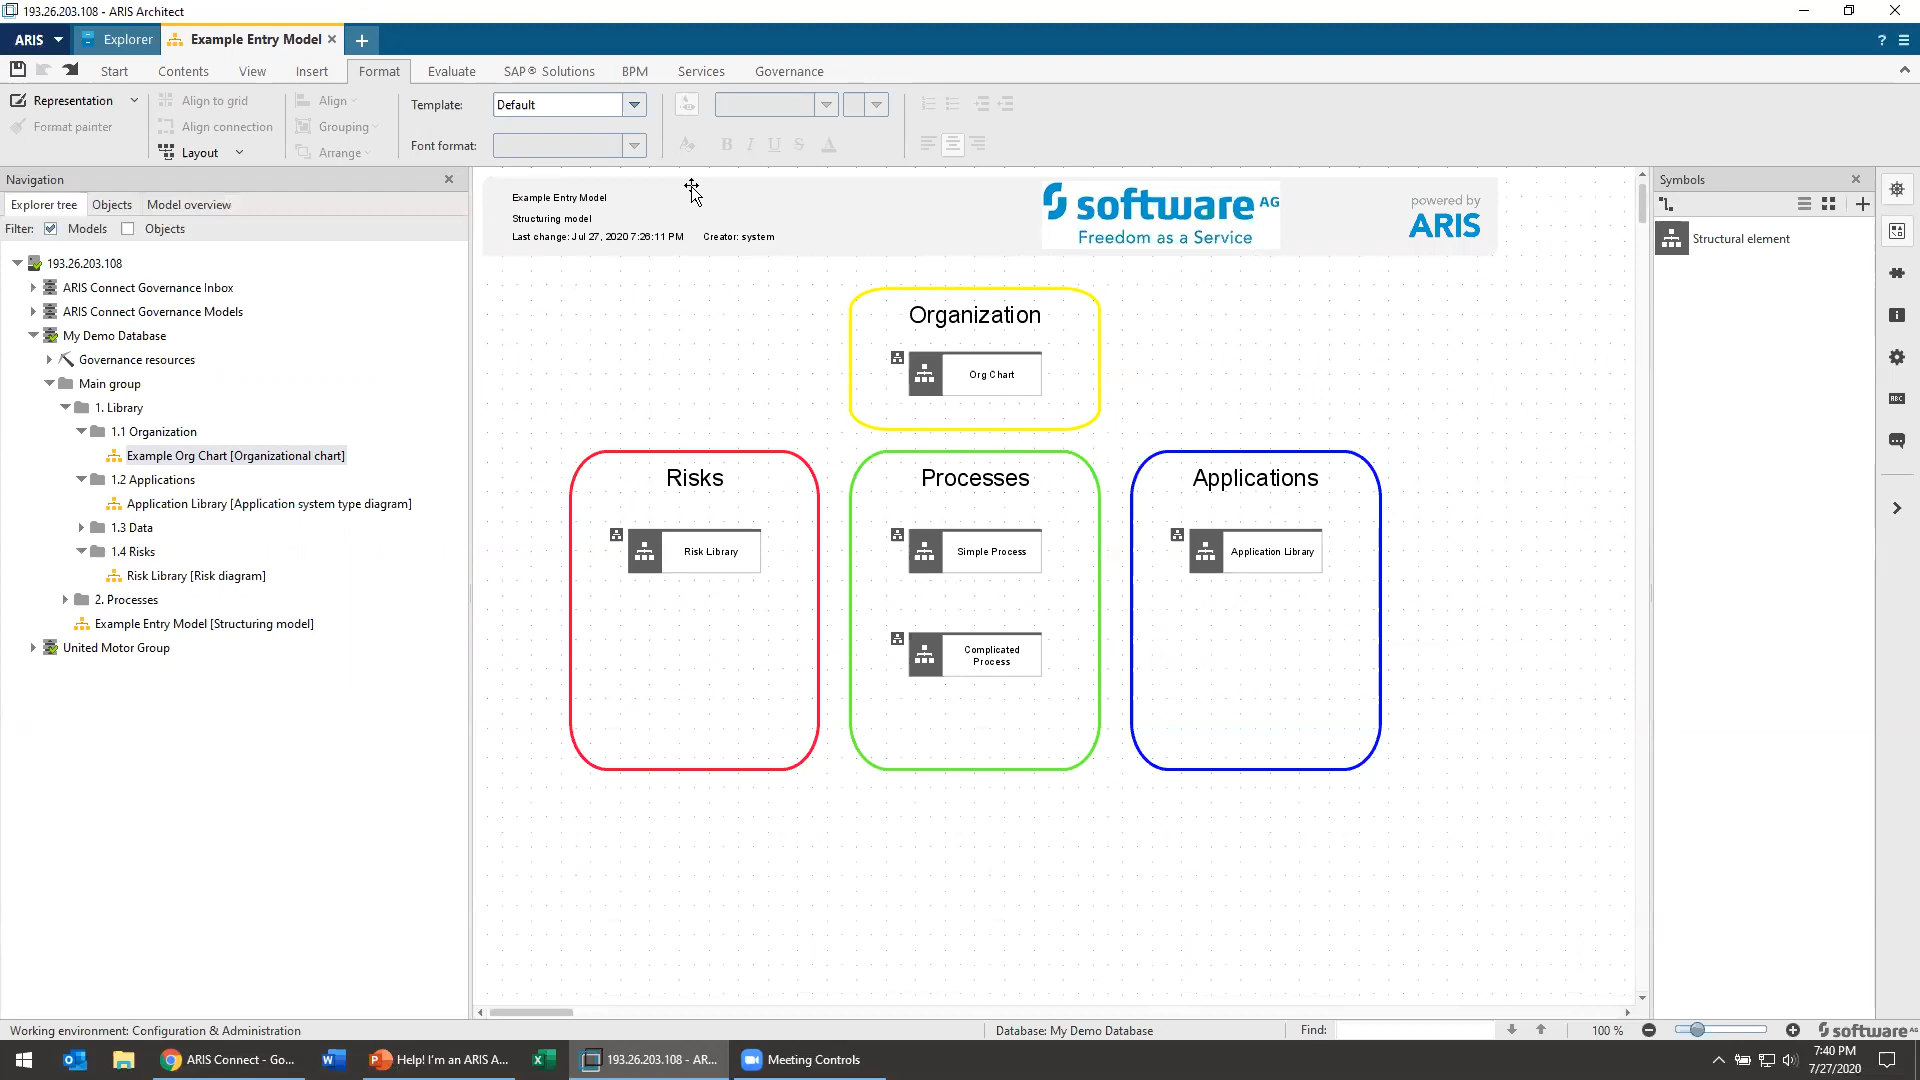 193.26.203.108 - ARIS Architect
ARIS Explorer Example Entry Model
Start Contents View Insert Format Evaluate SAP® Solutions BPM Services Governance
Representation Align to grid Align Template: Default
Format painter Align connection Grouping
Layout Arrange Font format: B I U S A
Navigation
Explorer tree Objects Model overview
Filter: Models Objects
193.26.203.108
ARIS Connect Governance Inbox
ARIS Connect Governance Models
My Demo Database
Governance resources
Main group
1. Library
1.1 Organization
Example Org Chart [Organizational chart]
1.2 Applications
Application Library [Application system type diagram]
1.3 Data
1.4 Risks
Risk Library [Risk diagram]
2. Processes
Example Entry Model [Structuring model]
United Motor Group
Example Entry Model
Structuring model
Last change: Jul 27, 2020 7:26:11 PM Creator: system
software AG
Freedom as a Service
powered by
ARIS
Organization
Org Chart
Risks
Risk Library
Processes
Simple Process
Complicated
Process
Applications
Application Library
Symbols
Structural element
ABC
Working environment: Configuration & Administration Database: My Demo Database Find: 100 % software AG
ARIS Connect - Go... Help! I'm an ARIS A... 193.26.203.108 - AR... Meeting Controls
7:40 PM
7/27/2020